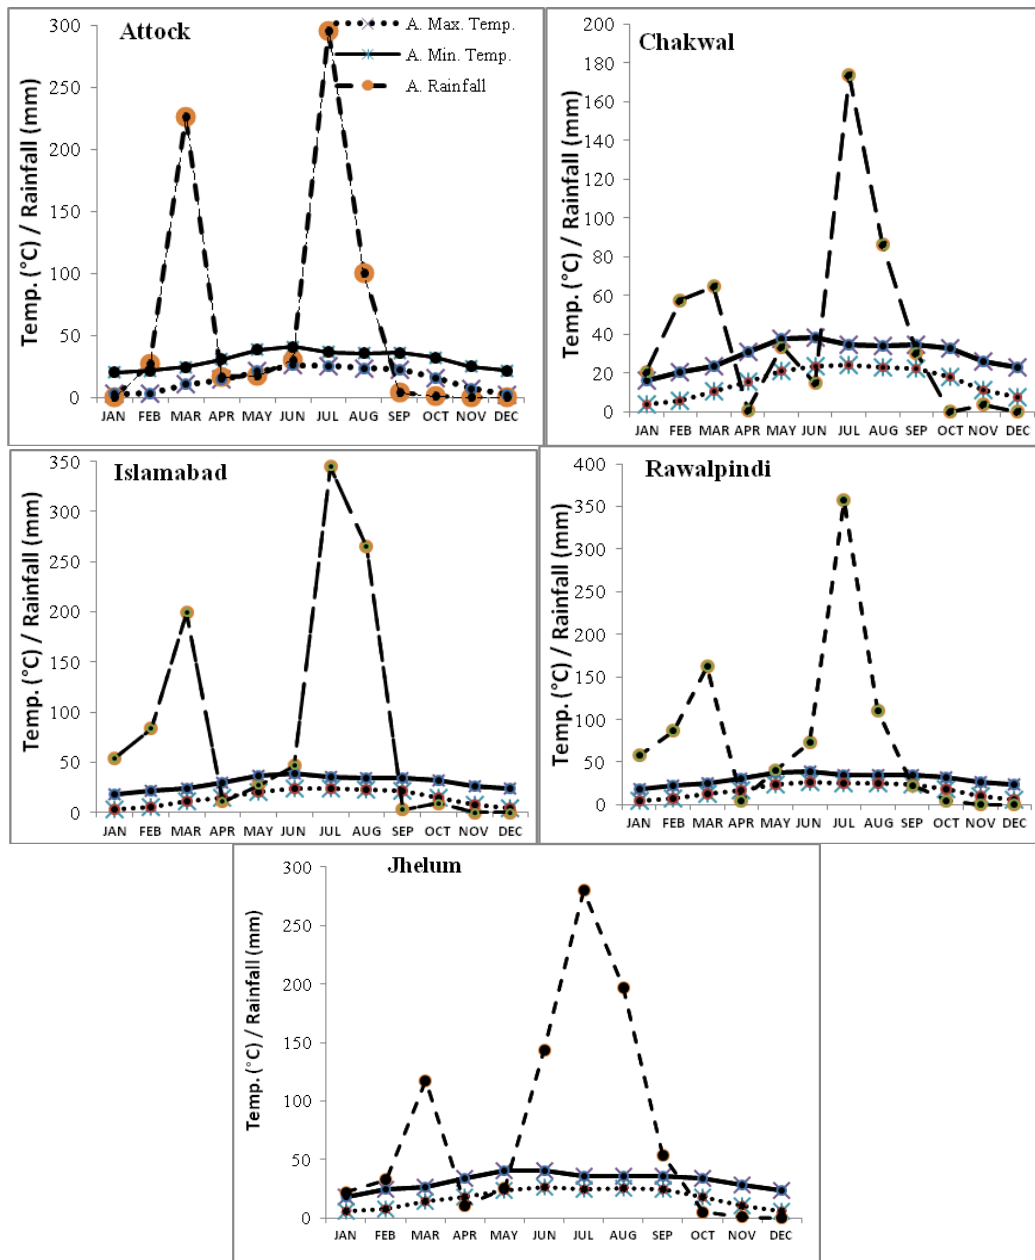 Attock
A. Max. Temp.
A. Min. Temp.
A. Rainfall
Temp. (°C) / Rainfall (mm)
300
250
200
150
100
50
0
JAN FEB MAR APR MAY JUN JUL AUG SEP OCT NOV DEC
Chakwal
Temp. (°C) / Rainfall (mm)
200
180
160
140
120
100
80
60
40
20
0
JAN FEB MAR APR MAY JUN JUL AUG SEP OCT NOV DEC
Islamabad
Temp. (°C) / Rainfall (mm)
350
300
250
200
150
100
50
0
JAN FEB MAR APR MAY JUN JUL AUG SEP OCT NOV DEC
Rawalpindi
Temp. (°C) / Rainfall (mm)
400
350
300
250
200
150
100
50
0
JAN FEB MAR APR MAY JUN JUL AUG SEP OCT NOV DEC
Jhelum
Temp. (°C) / Rainfall (mm)
300
250
200
150
100
50
0
JAN FEB MAR APR MAY JUN JUL AUG SEP OCT NOV DEC